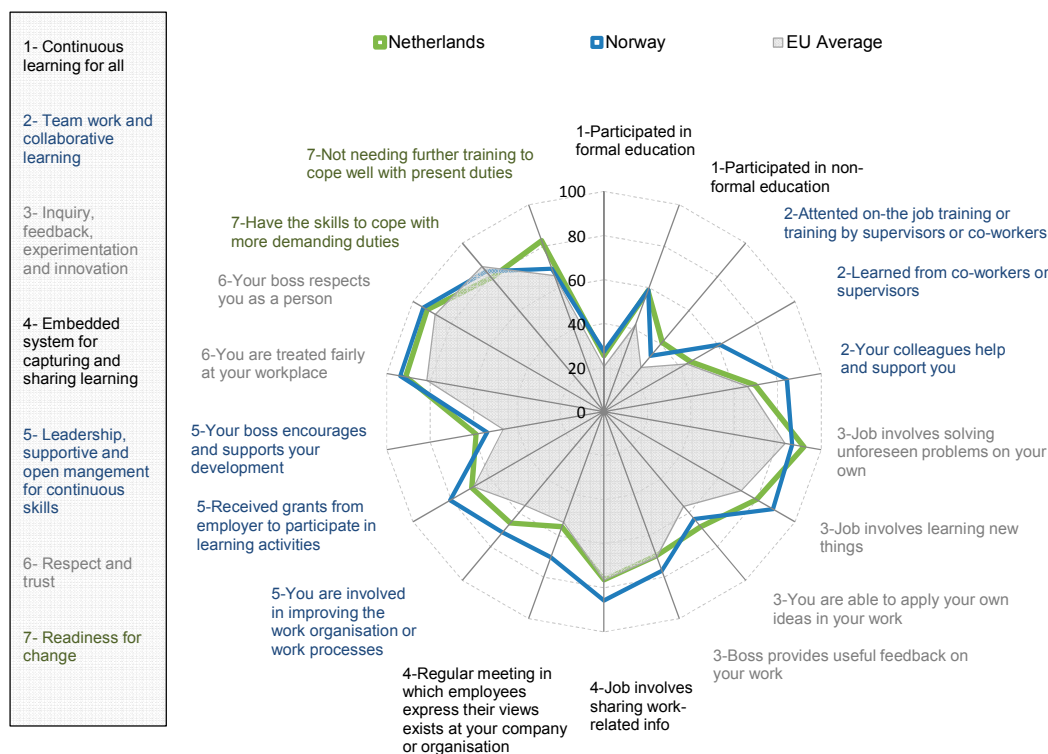 1- Continuous
learning for all
2- Team work and
collaborative
learning
3- Inquiry,
feedback,
experimentation
and innovation
4- Embedded
system for
capturing and
sharing learning
5- Leadership,
supportive and
open mangement
for continuous
skills
6- Respect and
trust
7- Readiness for
change
Netherlands
Norway
EU Average
1-Participated in
formal education
1-Participated in non-
formal education
2-Attented on-the job training or
training by supervisors or co-workers
2-Learned from co-workers or
supervisors
2-Your colleagues help
and support you
3-Job involves solving
unforeseen problems on your
own
3-Job involves learning new
things
3-You are able to apply your own
ideas in your work
3-Boss provides useful feedback on
your work
4-Job involves
sharing work-
related info
4-Regular meeting in
which employees
express their views
exists at your company
or organisation
5-You are involved
in improving the
work organisation or
work processes
5-Received grants from
employer to participate in
learning activities
5-Your boss encourages
and supports your
development
6-You are treated fairly
at your workplace
6-Your boss respects
you as a person
7-Have the skills to cope with
more demanding duties
7-Not needing further training to
cope well with present duties
100
80
60
40
20
0